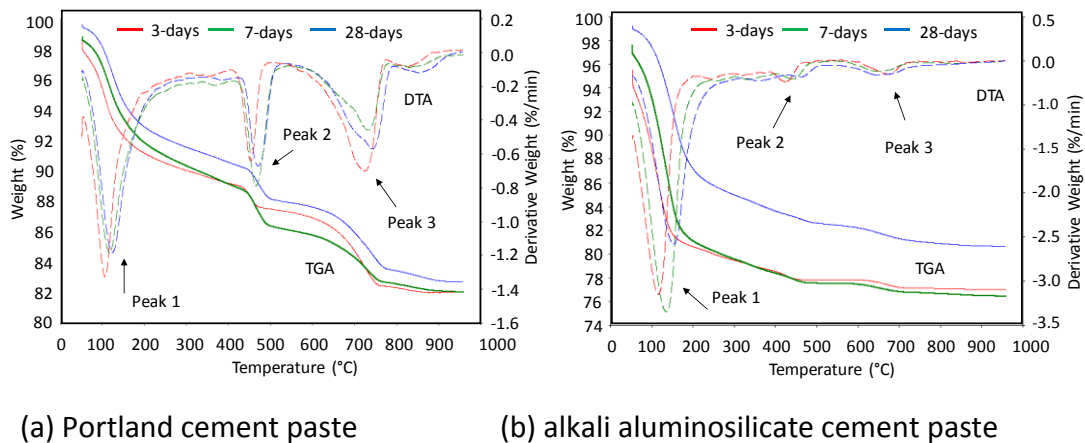 3-days 7-days 28-days
Weight (%)
98
96
94
92
90
88
86
84
82
80
0.2
0.0
-0.2
-0.4
-0.6
-0.8
-1.0
-1.2
-1.4
-1.6
Derivative Weight (%/min)
DTA
Peak 2
Peak 3
TGA
Peak 1
0 100 200 300 400 500 600 700 800 900 1000
Temperature (°C)
3-days 7-days 28-days
Weight (%)
100
98
96
94
92
90
88
86
84
82
80
78
76
74
0.5
0.0
-0.5
-1.0
-1.5
-2.0
-2.5
-3.0
-3.5
Derivative Weight (%/min)
DTA
Peak 2
Peak 3
TGA
Peak 1
0 100 200 300 400 500 600 700 800 900 1000
Temperature (°C)
(a) Portland cement paste
(b) alkali aluminosilicate cement paste